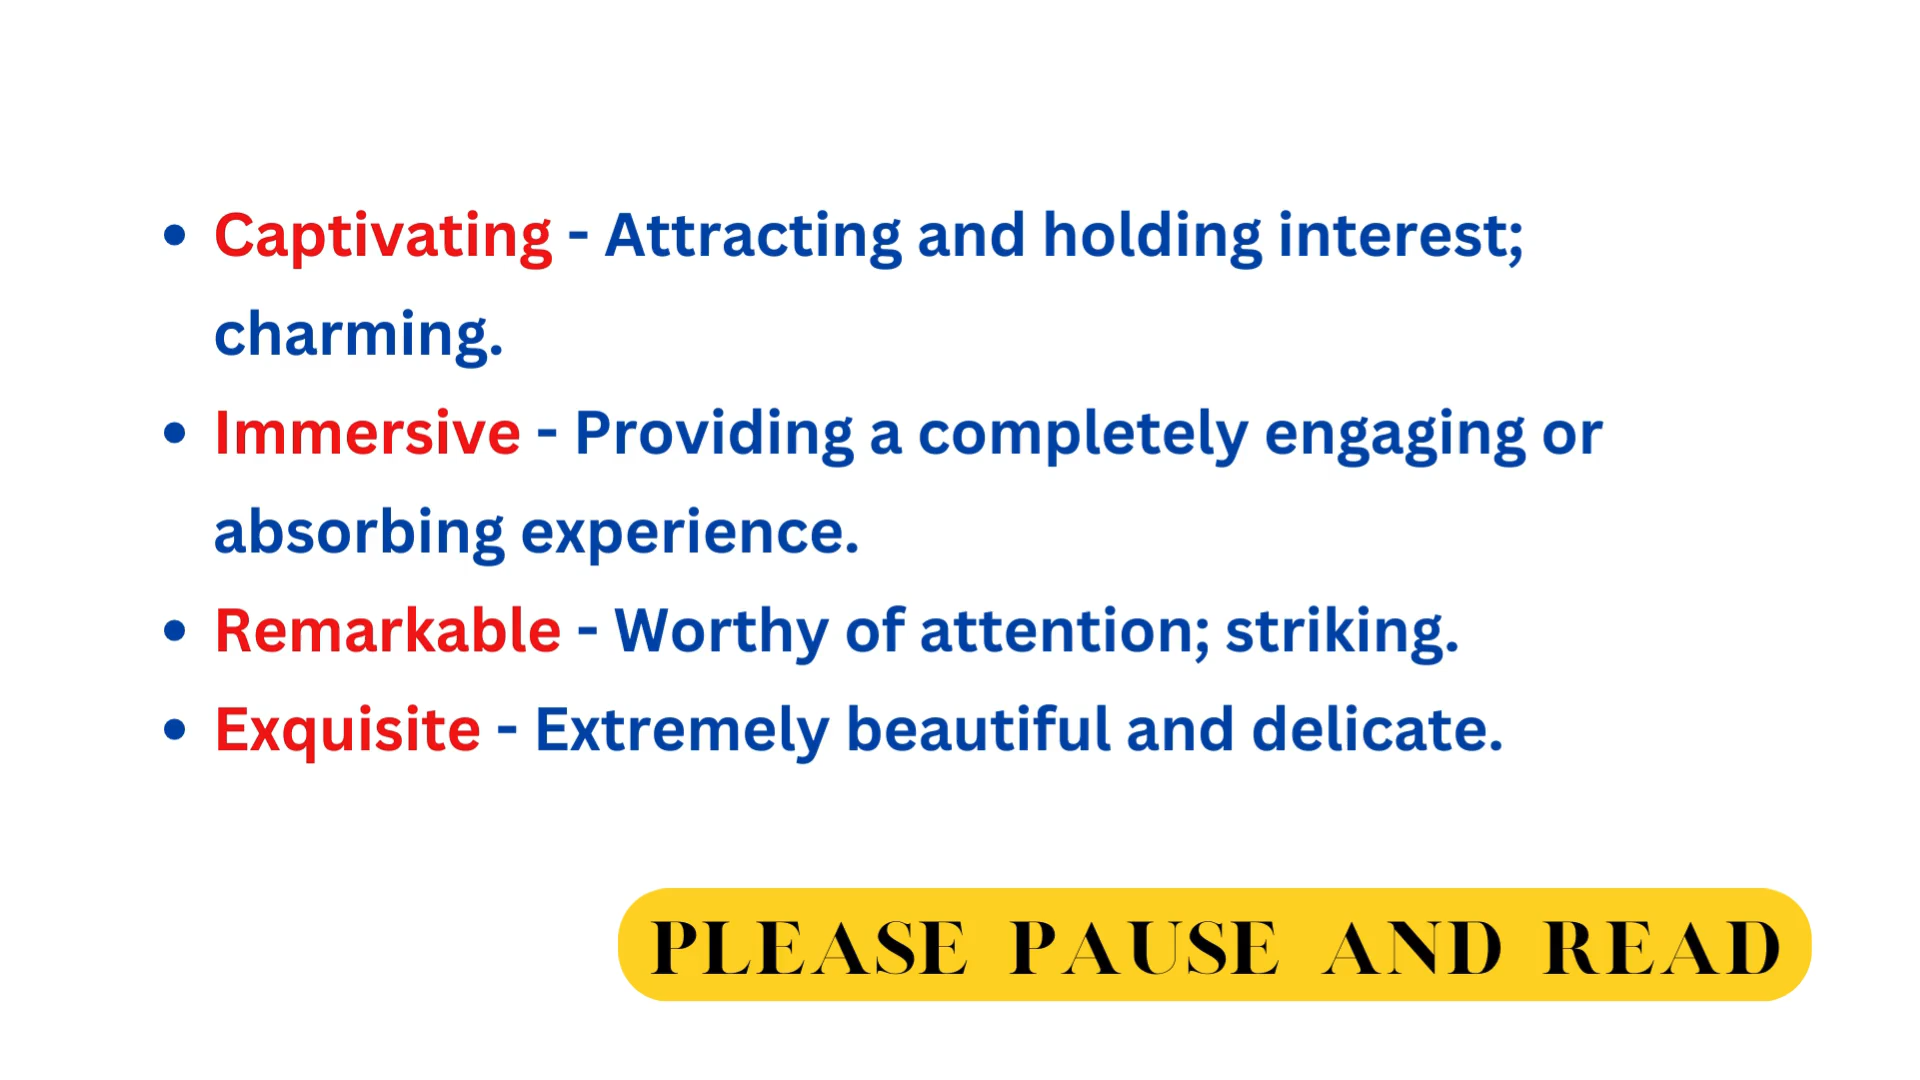 • Captivating - Attracting and holding interest;
charming.
• Immersive - Providing a completely engaging or
absorbing experience.
• Remarkable - Worthy of attention; striking.
• Exquisite - Extremely beautiful and delicate.
PLEASE PAUSE AND READ